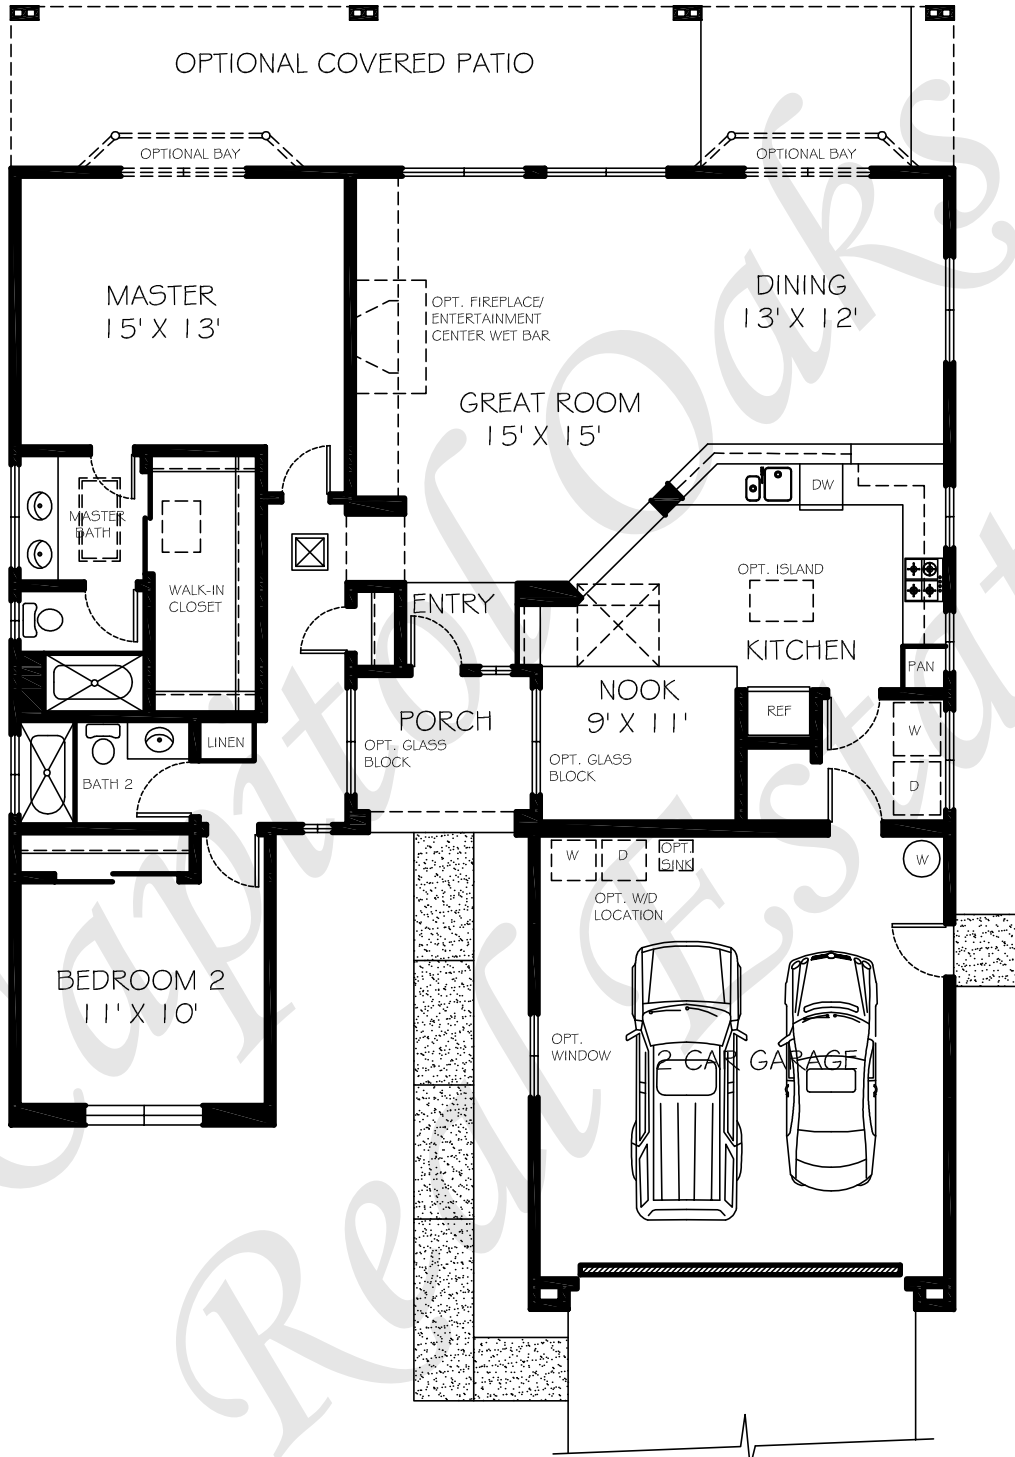 OPTIONAL COVERED PATIO
OPTIONAL BAY
OPTIONAL BAY
MASTER
15' X 13'
OPT. FIREPLACE/
ENTERTAINMENT
CENTER WET BAR
DINING
13' X 12'
GREAT ROOM
15' X 15'
DW
MASTER
BATH
WALK-IN
CLOSET
OPT. ISLAND
ENTRY
KITCHEN
PAN
NOOK
9' X 11'
PORCH
REF
OPT. GLASS
BLOCK
OPT. GLASS
BLOCK
LINEN
W
D
BATH 2
W
D
OPT.
SINK
W
OPT. W/D
LOCATION
BEDROOM 2
11' X 10'
OPT.
WINDOW
2 CAR GARAGE
Capitol Oaks
Real Estate